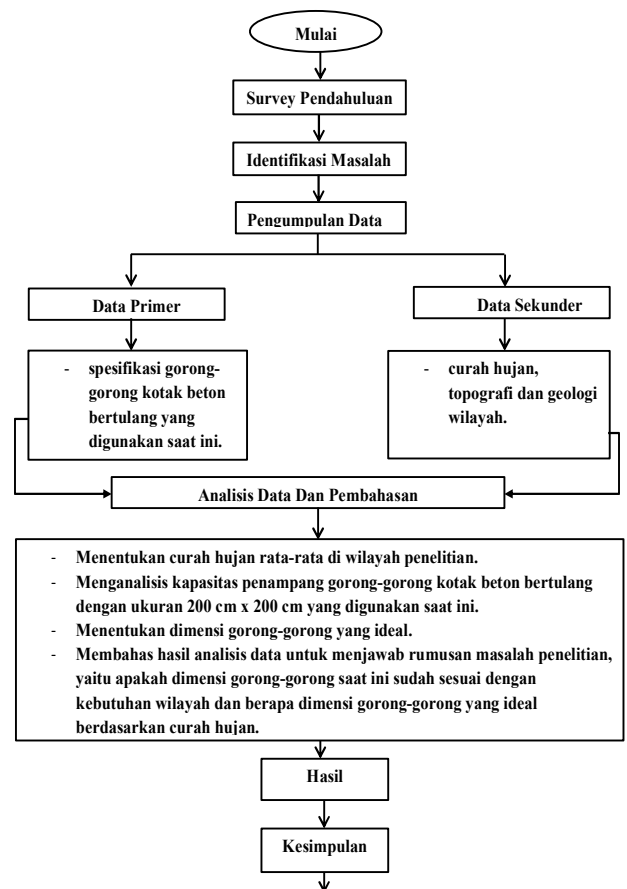 Mulai
Survey Pendahuluan
Identifikasi Masalah
Pengumpulan Data
Data Primer
Data Sekunder
- spesifikasi gorong-
gorong kotak beton
bertulang yang
digunakan saat ini.
- curah hujan,
topografi dan geologi
wilayah.
Analisis Data Dan Pembahasan
- Menentukan curah hujan rata-rata di wilayah penelitian.
- Menganalisis kapasitas penampang gorong-gorong kotak beton bertulang
dengan ukuran 200 cm x 200 cm yang digunakan saat ini.
- Menentukan dimensi gorong-gorong yang ideal.
- Membahas hasil analisis data untuk menjawab rumusan masalah penelitian,
yaitu apakah dimensi gorong-gorong saat ini sudah sesuai dengan
kebutuhan wilayah dan berapa dimensi gorong-gorong yang ideal
berdasarkan curah hujan.
Hasil
Kesimpulan